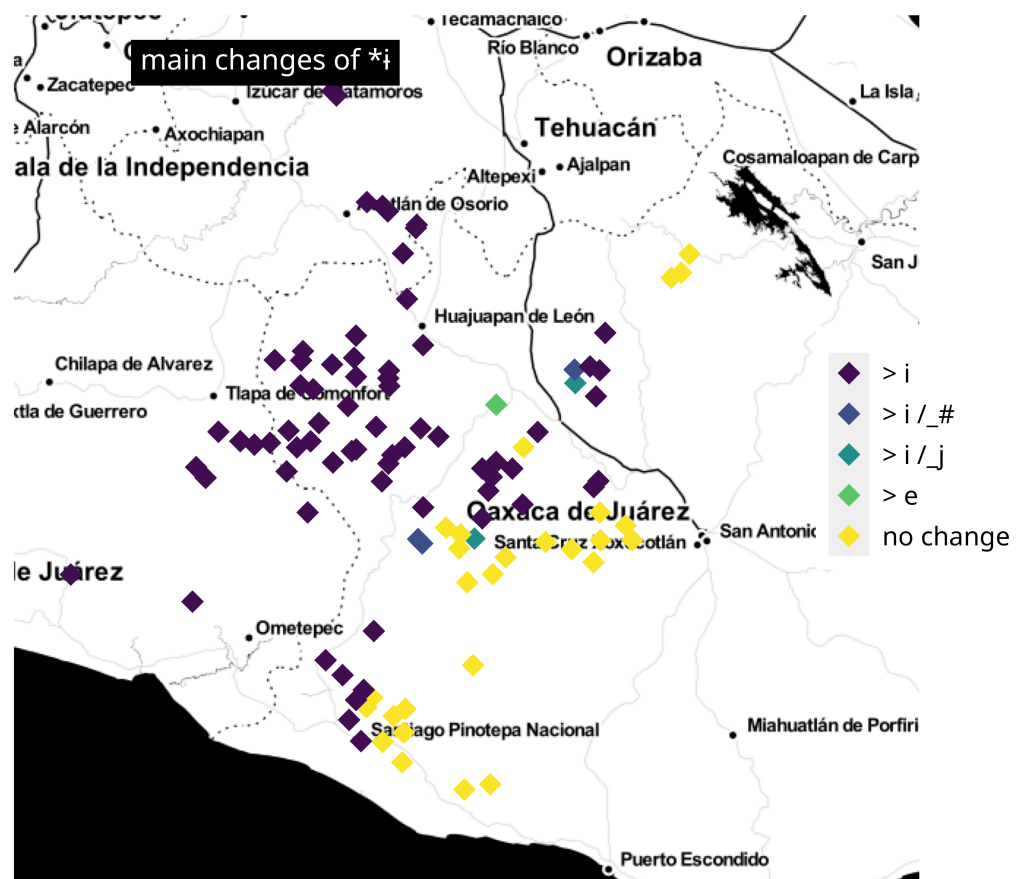 Tecamachalco
main changes of *ɨ
Río Blanco
Orizaba
Zacatepec
Izúcar de Matamoros
La Isla
e Alarcón
Axochiapan
Tehuacán
ala de la Independencia
Altepexi
Ajalpan
Cosamaloapan de Carp
Acatlán de Osorio
San J
Huajuapan de León
Chilapa de Alvarez
Tlapa de Comonfort
xtla de Guerrero
> i
> i /_#
> i /_j
> e
no change
Oaxaca de Juárez
Santa Cruz Xoxocotlán
San Antonio
de Juárez
Ometepec
Santiago Pinotepa Nacional
Miahuatlán de Porfiri
Puerto Escondido